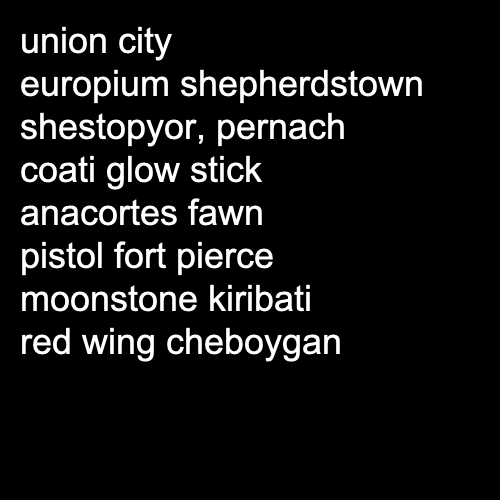 union city
europium shepherdstown
shestopyor, pernach
coati glow stick
anacortes fawn
pistol fort pierce
moonstone kiribati
red wing cheboygan